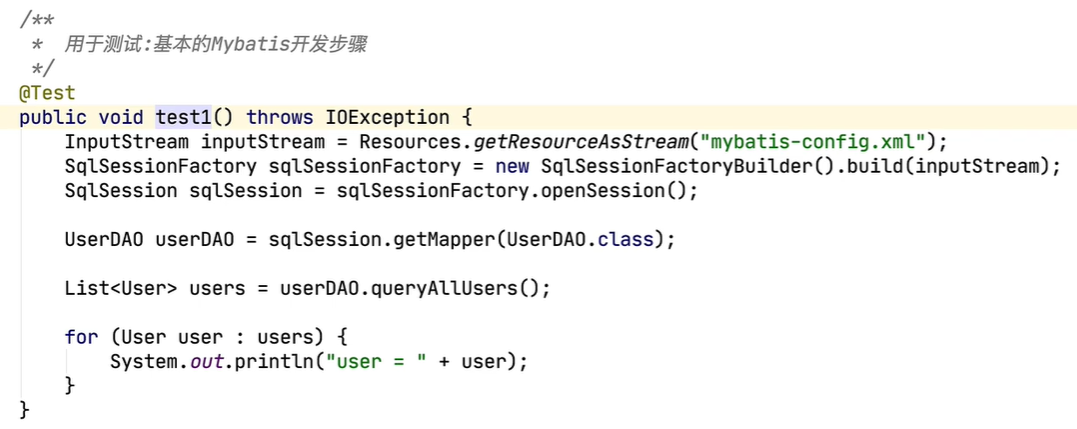 /**
 * 用于测试:基本的Mybatis开发步骤
 */
@Test
public void test1() throws IOException {
    InputStream inputStream = Resources.getResourceAsStream("mybatis-config.xml");
    SqlSessionFactory sqlSessionFactory = new SqlSessionFactoryBuilder().build(inputStream);
    SqlSession sqlSession = sqlSessionFactory.openSession();

    UserDAO userDAO = sqlSession.getMapper(UserDAO.class);

    List<User> users = userDAO.queryAllUsers();

    for (User user : users) {
        System.out.println("user = " + user);
    }
}